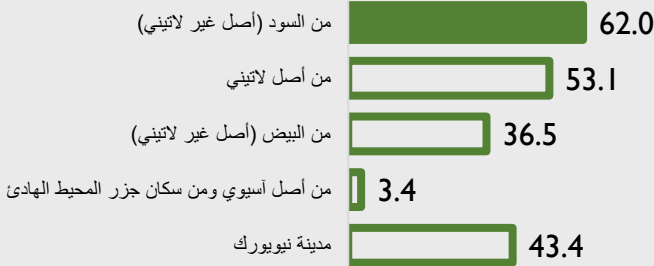 من السود (أصل غير لاتيني) 62.0
من أصل لاتيني 53.1
من البيض (أصل غير لاتيني) 36.5
من أصل آسيوي ومن سكان جزر المحيط الهادئ 3.4
مدينة نيويورك 43.4